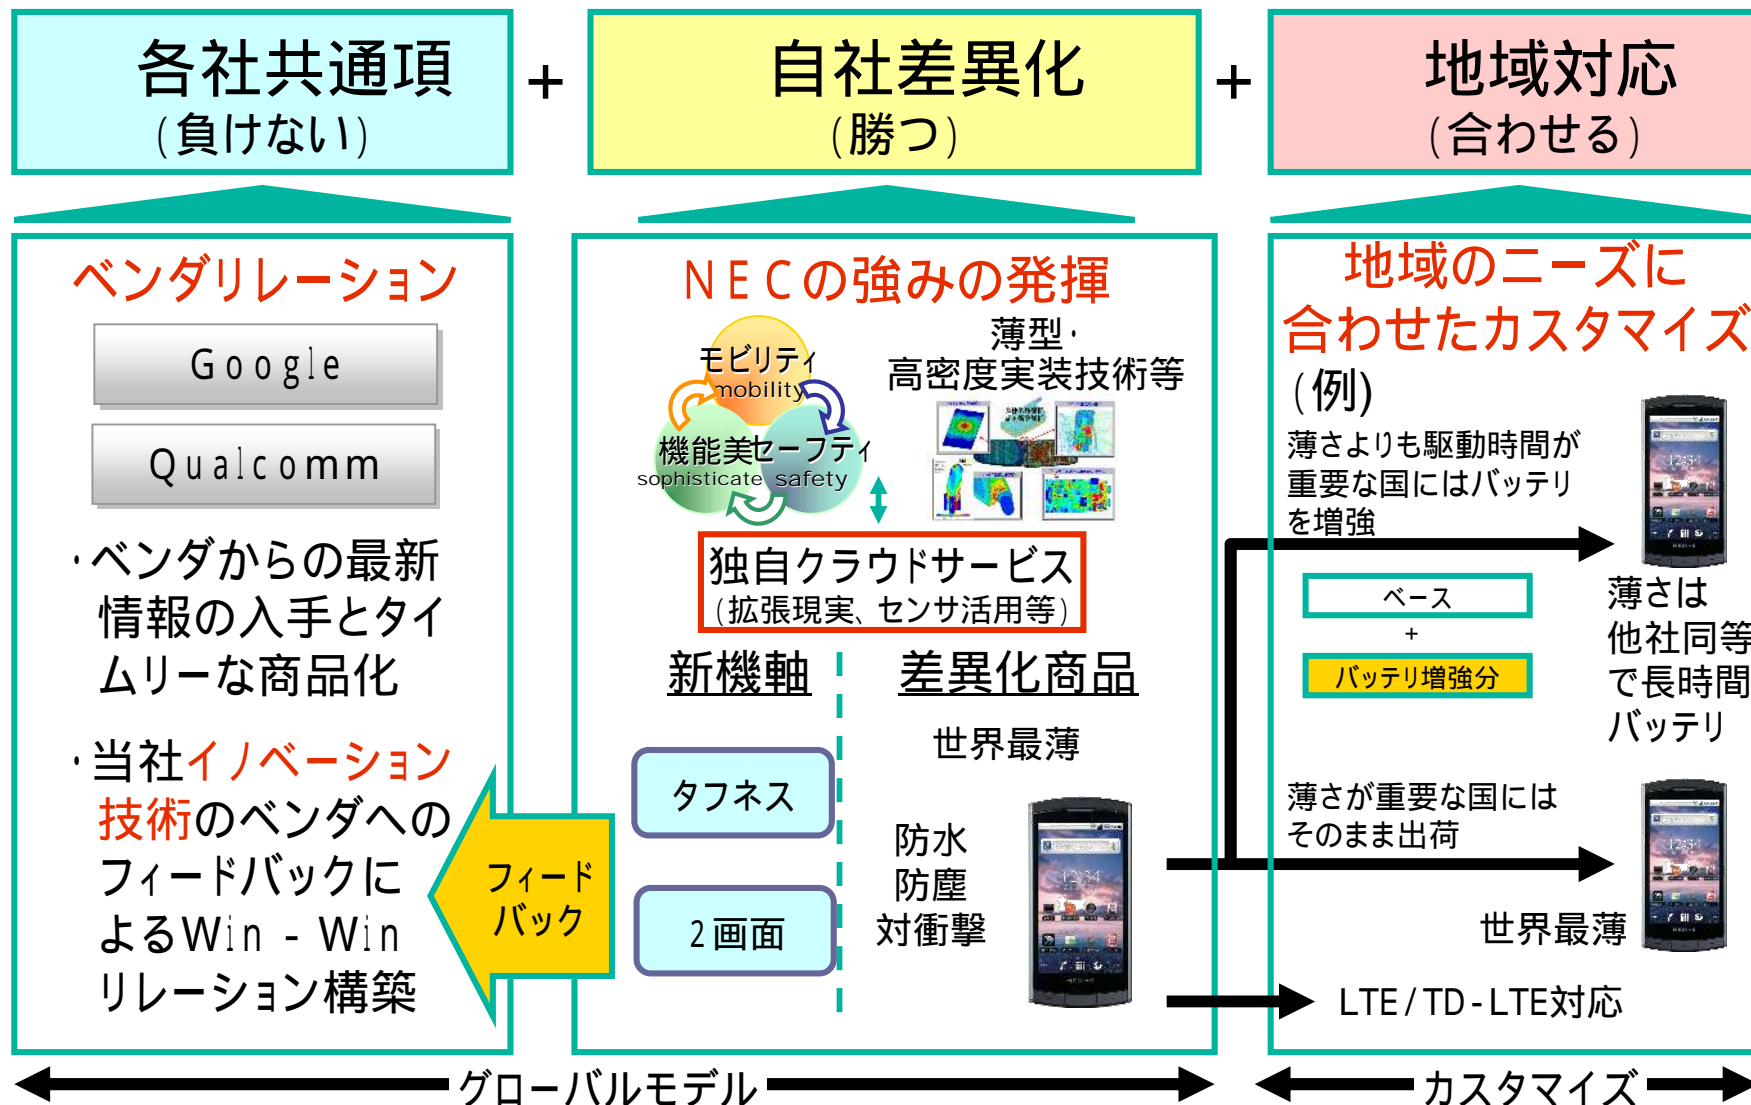 各社共通項
(負けない)
+
自社差異化
(勝つ)
+
地域対応
(合わせる)
ベンダリレーション
Google
Qualcomm
・ベンダからの最新
情報の入手とタイ
ムリーな商品化
・当社イノベーション
技術のベンダへの
フィードバックに
よるWin - Win
リレーション構築
フィード
バック
NECの強みの発揮
モビリティ
mobility
機能美
sophisticate
セーフティ
safety
薄型・
高密度実装技術等
独自クラウドサービス
(拡張現実、センサ活用等)
新機軸
タフネス
2画面
差異化商品
世界最薄
防水
防塵
対衝撃
地域のニーズに
合わせたカスタマイズ
(例)
薄さよりも駆動時間が
重要な国にはバッテリ
を増強
ベース
+
バッテリ増強分
薄さは
他社同等
で長時間
バッテリ
薄さが重要な国には
そのまま出荷
世界最薄
LTE/TD-LTE対応
グローバルモデル
カスタマイズ